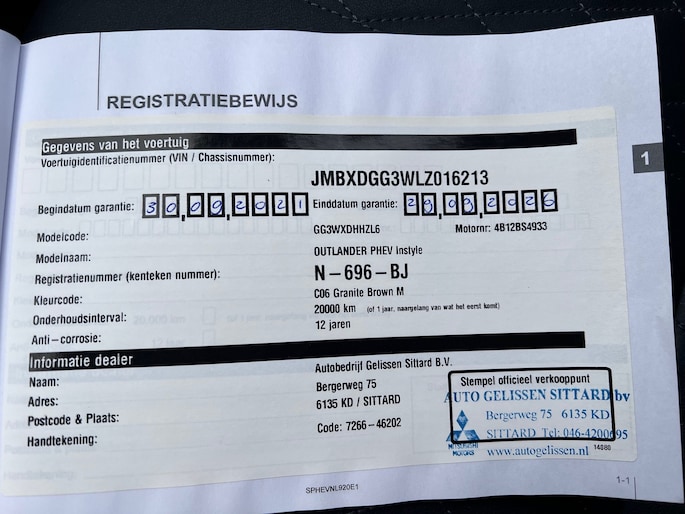 REGISTRATIEBEWIJS
Gegevens van het voertuig
Voertuigidentificatienummer (VIN / Chassisnummer):
JMBXDGG3WLZ016213
1
Begindatum garantie: 30.09.2021 Einddatum garantie: 29.09.2026
Modelcode: GG3WXDHHZL6 Motornr: 4B12BS4933
Modelnaam: OUTLANDER PHEV Instyle
Registratienummer (kenteken nummer): N-696-BJ
Kleurcode: C06 Granite Brown M
Onderhoudsinterval: 20000 km (of 1 jaar, naargelang van wat het eerst komt)
Anti-corrosie: 12 jaren
Informatie dealer
Naam: Autobedrijf Gelissen Sittard B.V.
Adres: Bergerweg 75
Postcode & Plaats: 6135 KD / SITTARD
Handtekening: Code: 7266-46202
Stempel officieel verkooppunt
AUTO GELISSEN SITTARD bv
Bergerweg 75 6135 KD
SITTARD Tel: 046-4200695
MITSUBISHI
MOTORS
www.autogelissen.nl
14880
SPHEVNL920E1
1-1